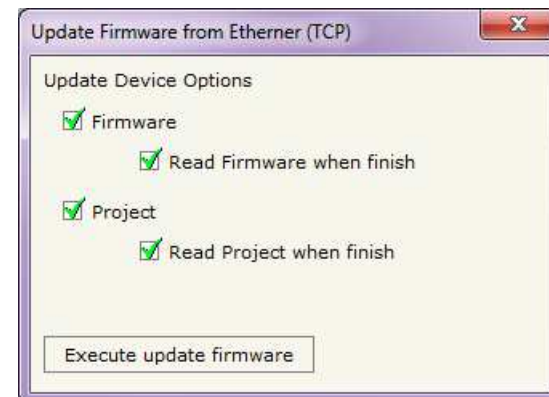 Update Firmware from Etherner (TCP)
Update Device Options
Firmware
Read Firmware when finish
Project
Read Project when finish
Execute update firmware